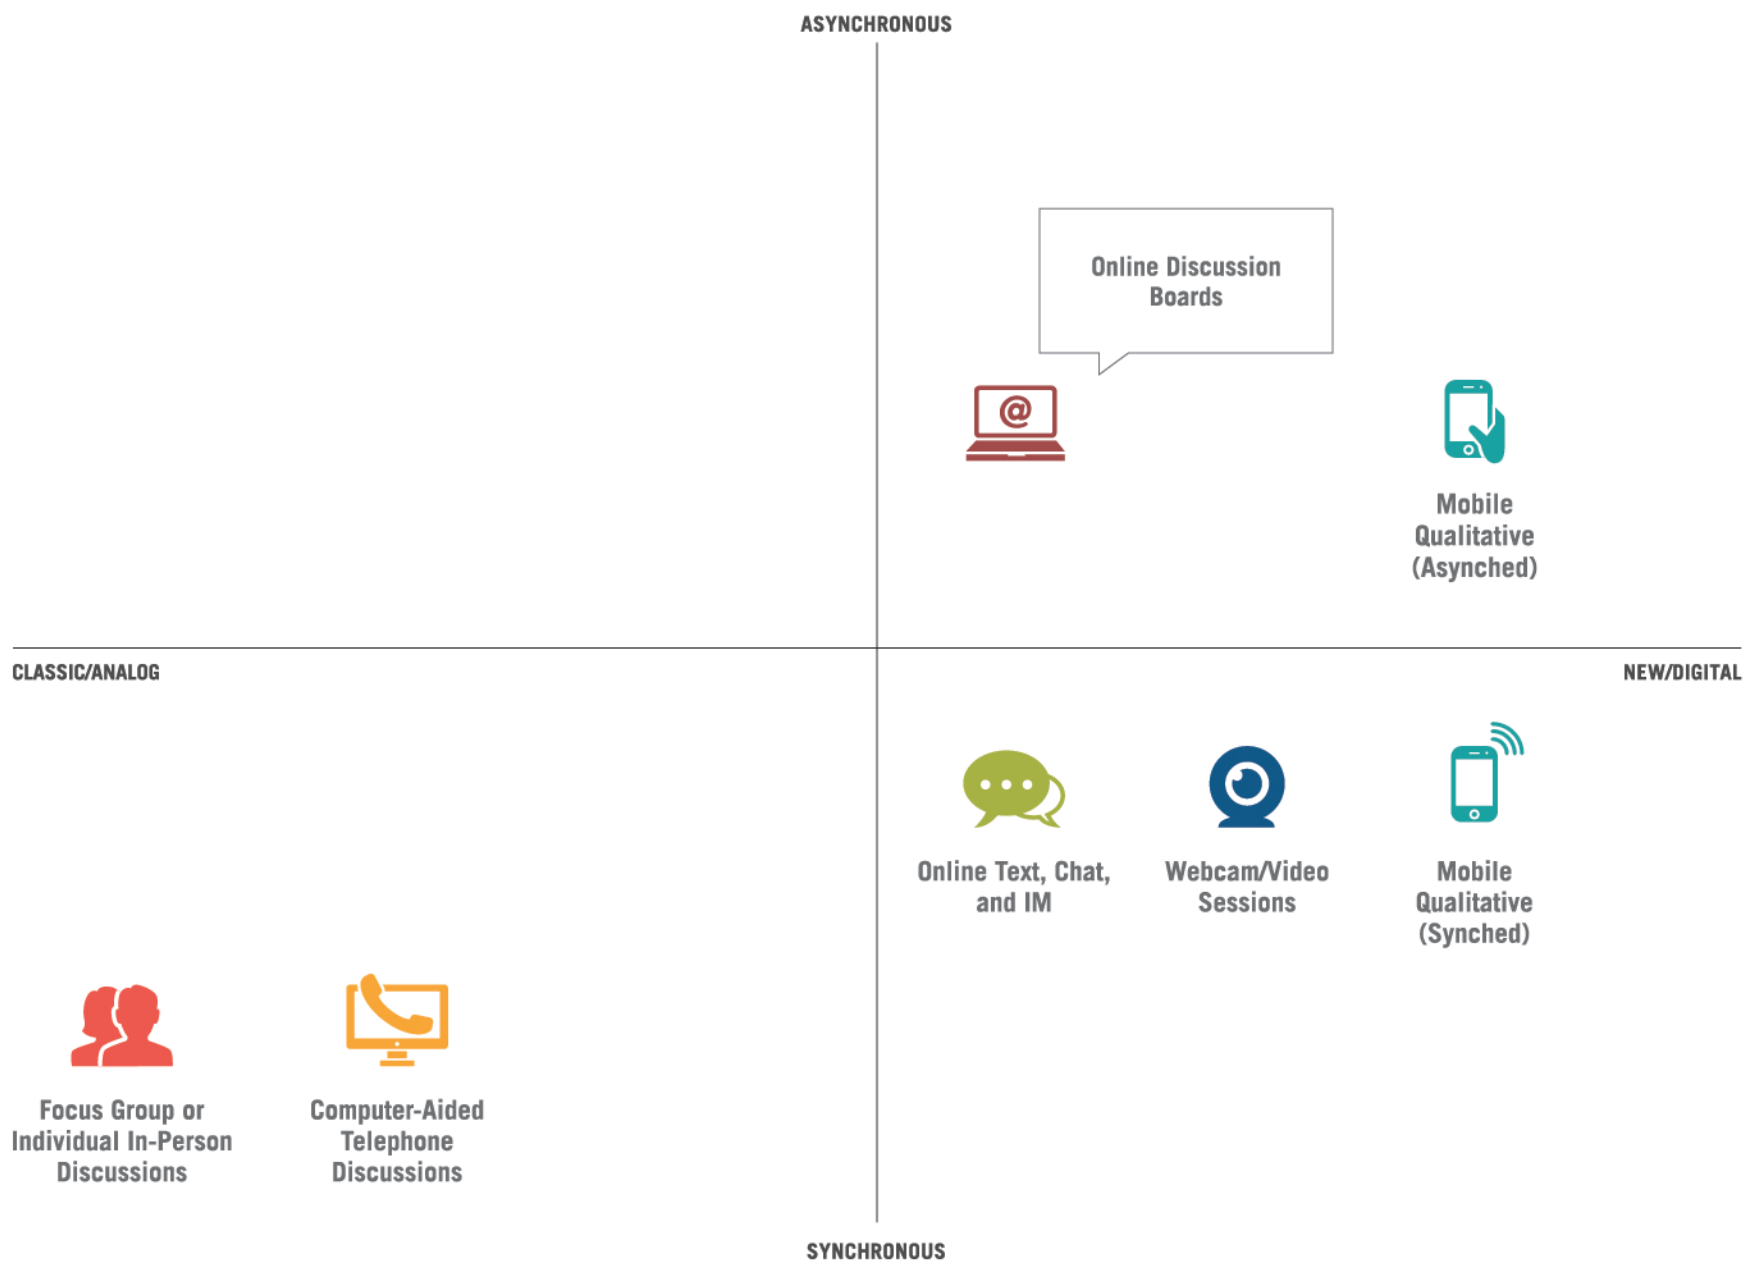 ASYNCHRONOUS
Online Discussion
Boards
@
Mobile
Qualitative
(Asynched)
CLASSIC/ANALOG
NEW/DIGITAL
Online Text, Chat,
and IM
Webcam/Video
Sessions
Mobile
Qualitative
(Synched)
Focus Group or
Individual In-Person
Discussions
Computer-Aided
Telephone
Discussions
SYNCHRONOUS